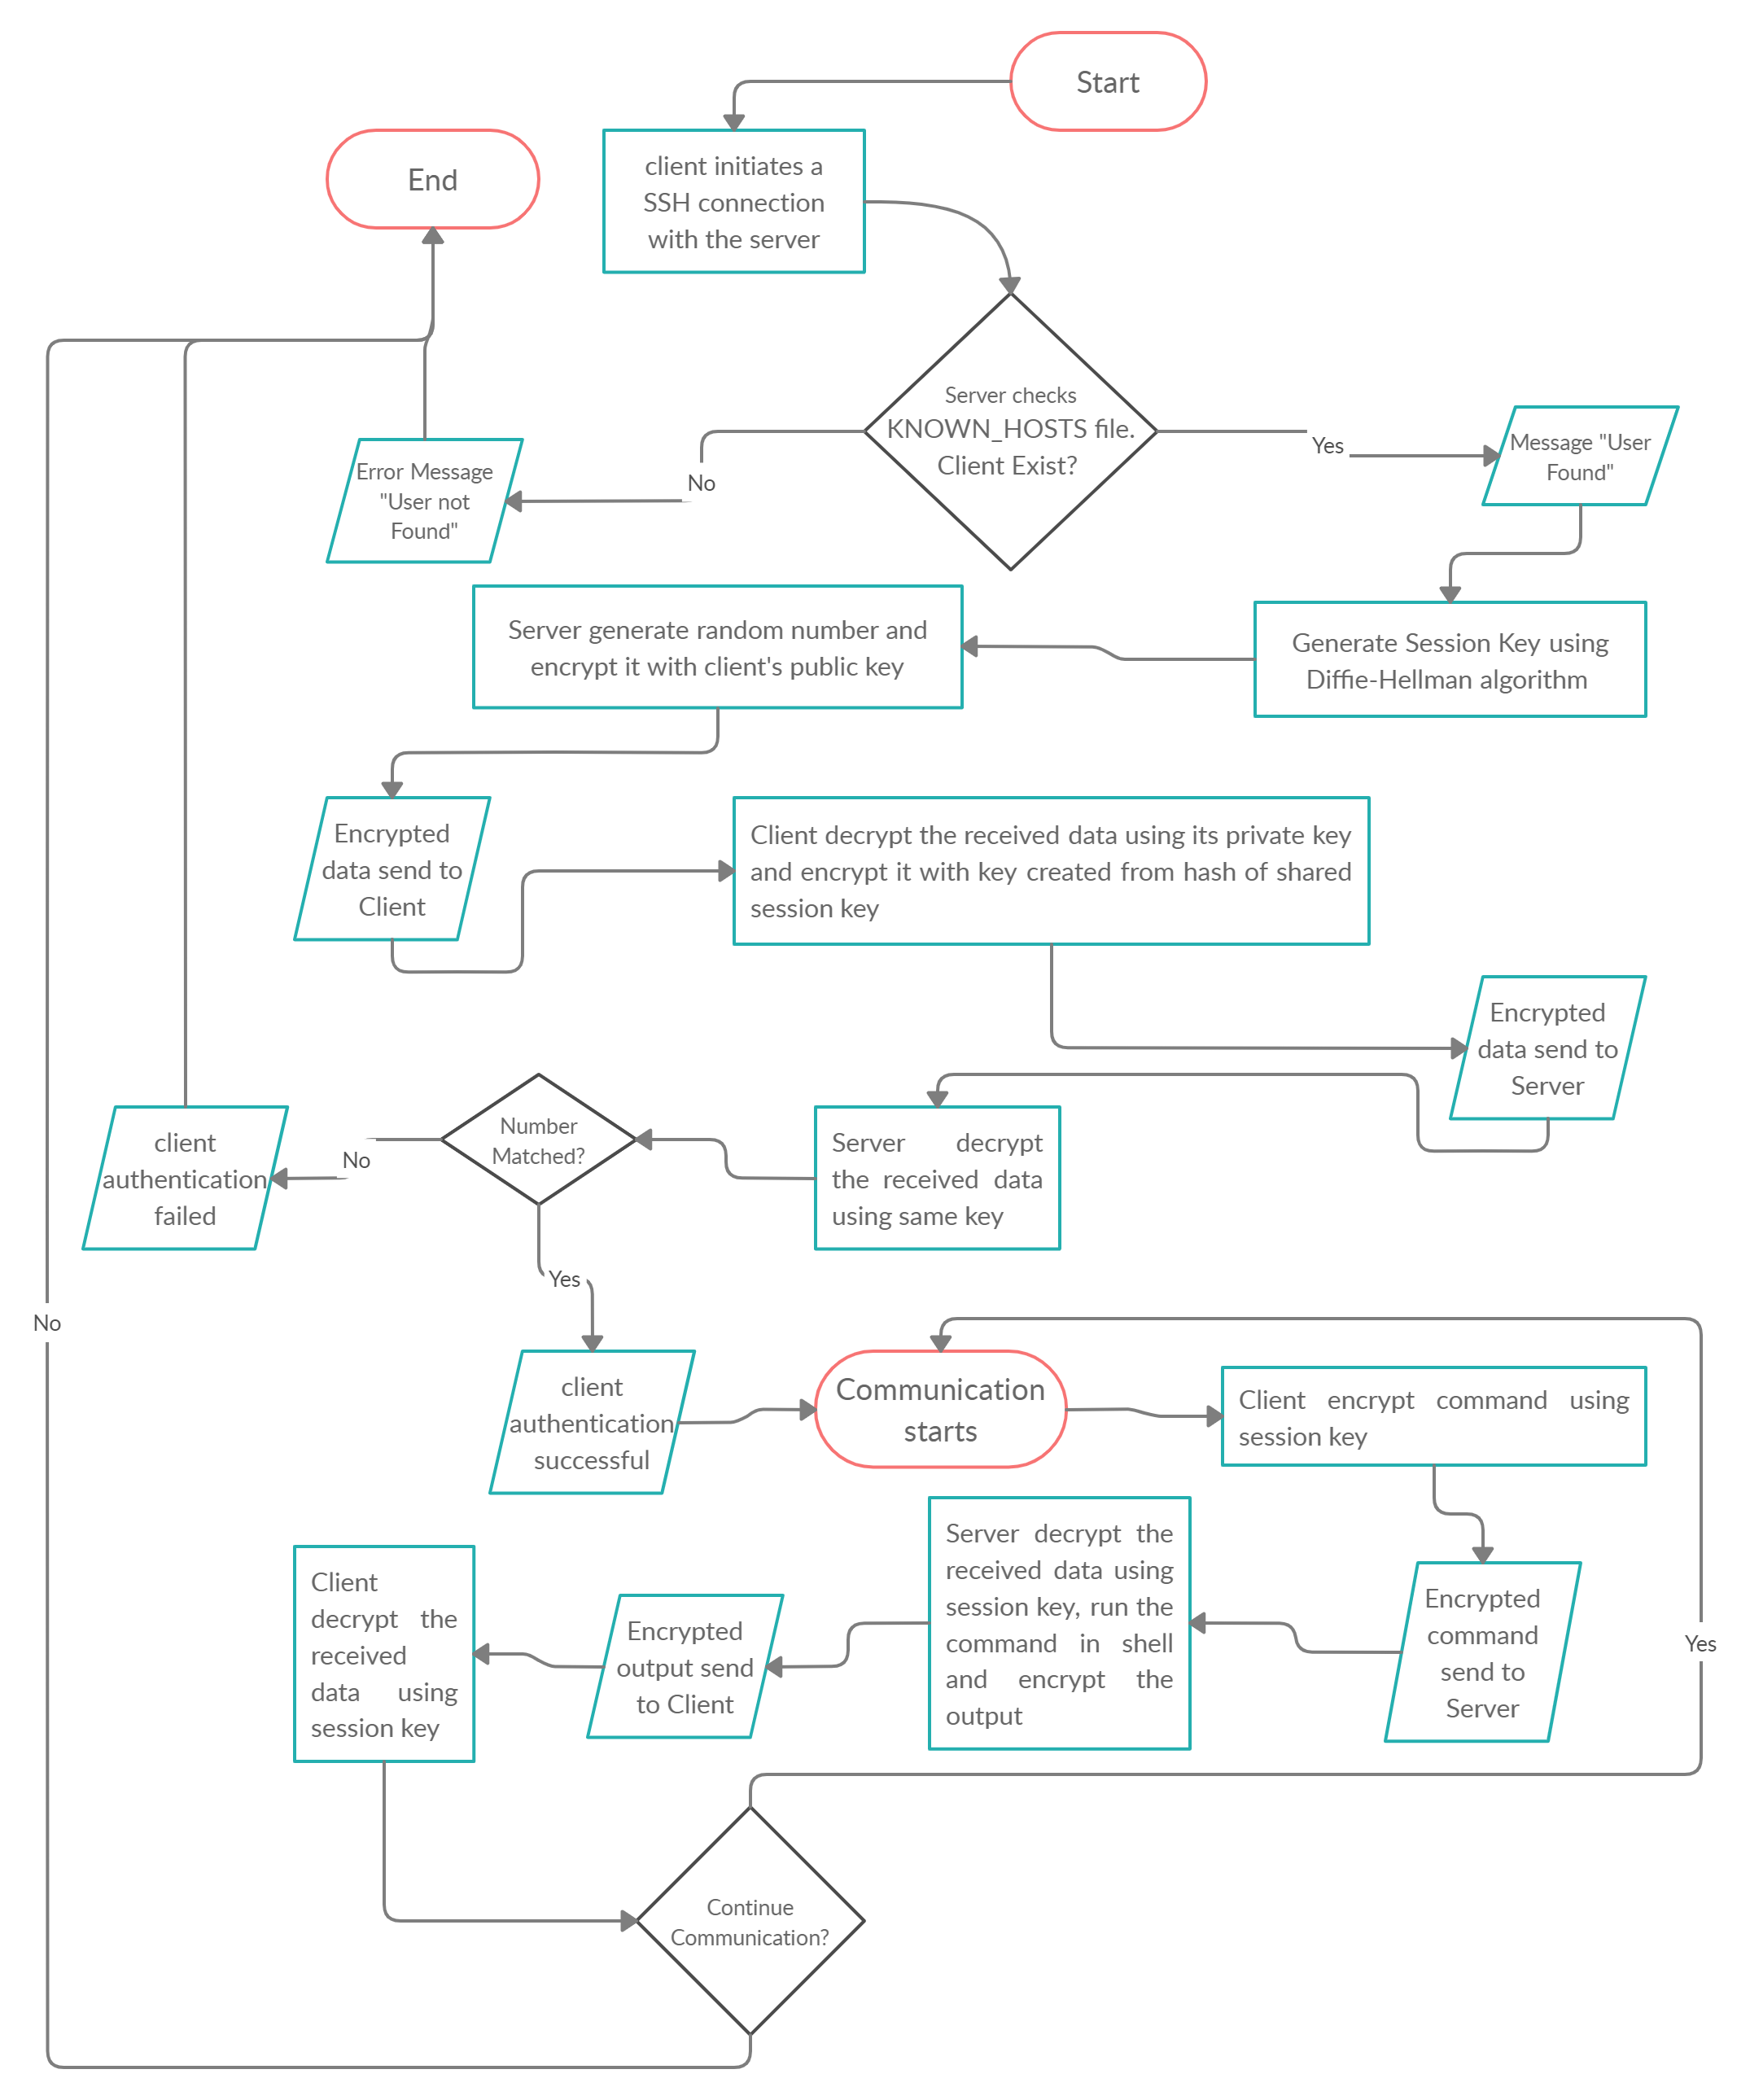 Start
End
client initiates a
SSH connection
with the server
Server checks
KNOWN_HOSTS file.
Client Exist?
Yes
Message "User
Found"
No
Error Message
"User not
Found"
Generate Session Key using
Diffie-Hellman algorithm
Server generate random number and
encrypt it with client's public key
Encrypted
data send to
Client
Client decrypt the received data using its private key
and encrypt it with key created from hash of shared
session key
Encrypted
data send to
Server
Server decrypt
the received data
using same key
Number
Matched?
No
client
authentication
failed
Yes
No
client
authentication
successful
Communication
starts
Client encrypt command using
session key
Encrypted
command
send to
Server
Server decrypt the
received data using
session key, run the
command in shell
and encrypt the
output
Encrypted
output send
to Client
Client
decrypt the
received
data using
session key
Yes
Continue
Communication?